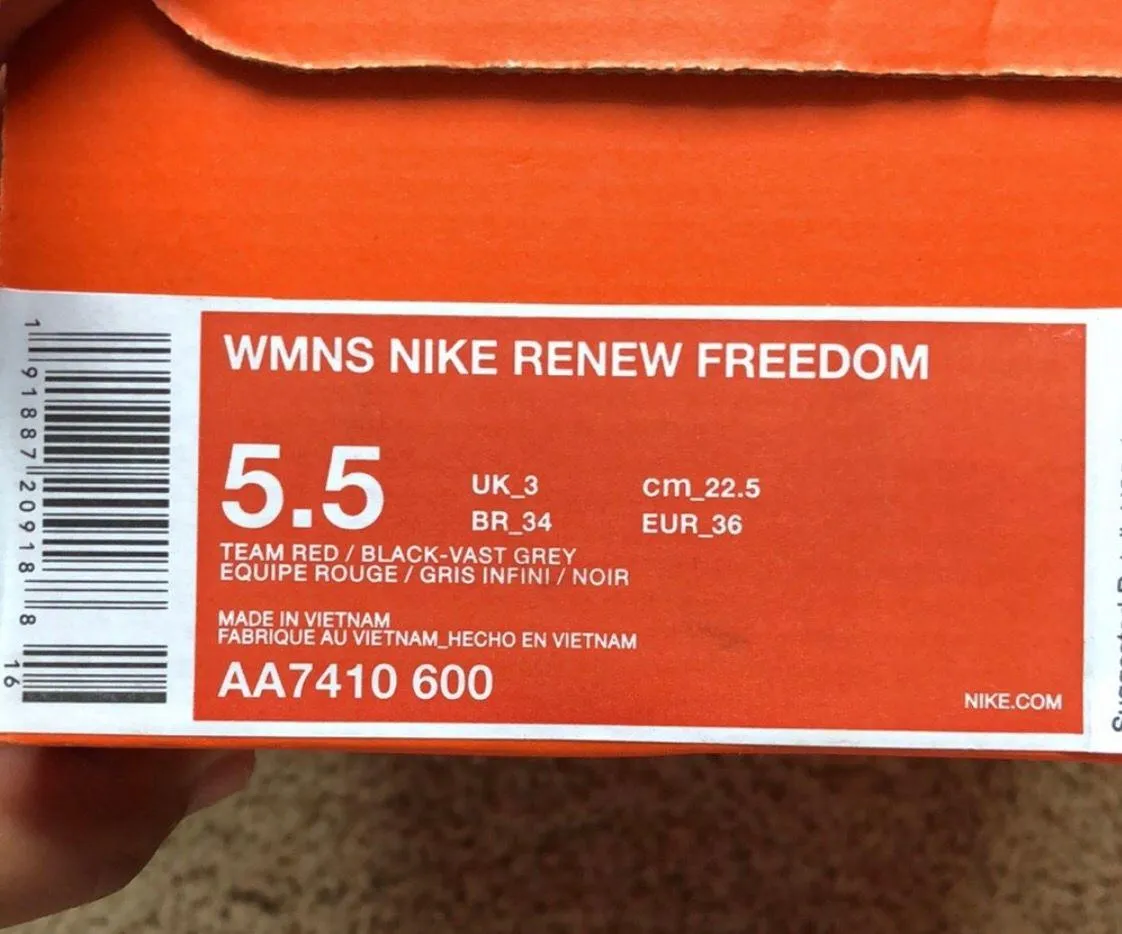 WMNS NIKE RENEW FREEDOM
5.5
UK_3
cm_22.5
BR_34
EUR_36
TEAM RED / BLACK-VAST GREY
EQUIPE ROUGE / GRIS INFINI / NOIR
MADE IN VIETNAM
FABRIQUE AU VIETNAM_HECHO EN VIETNAM
AA7410 600
NIKE.COM
1 91887 20918 8
16